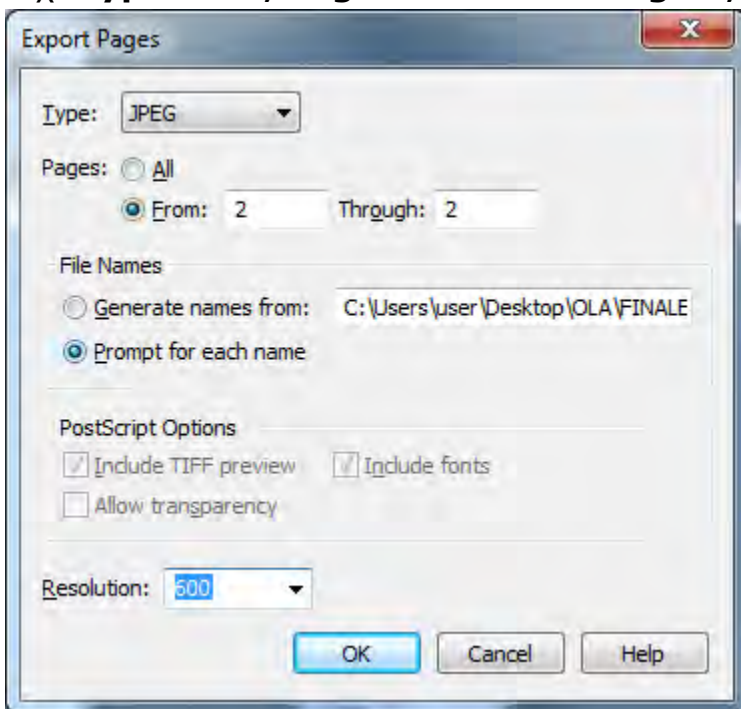 Export Pages
Type: JPEG
Pages: All
From: 2 Through: 2
File Names
Generate names from: C:\Users\user\Desktop\OLA\FINALE
Prompt for each name
PostScript Options
Include TIFF preview Include fonts
Allow transparency
Resolution: 600
OK Cancel Help